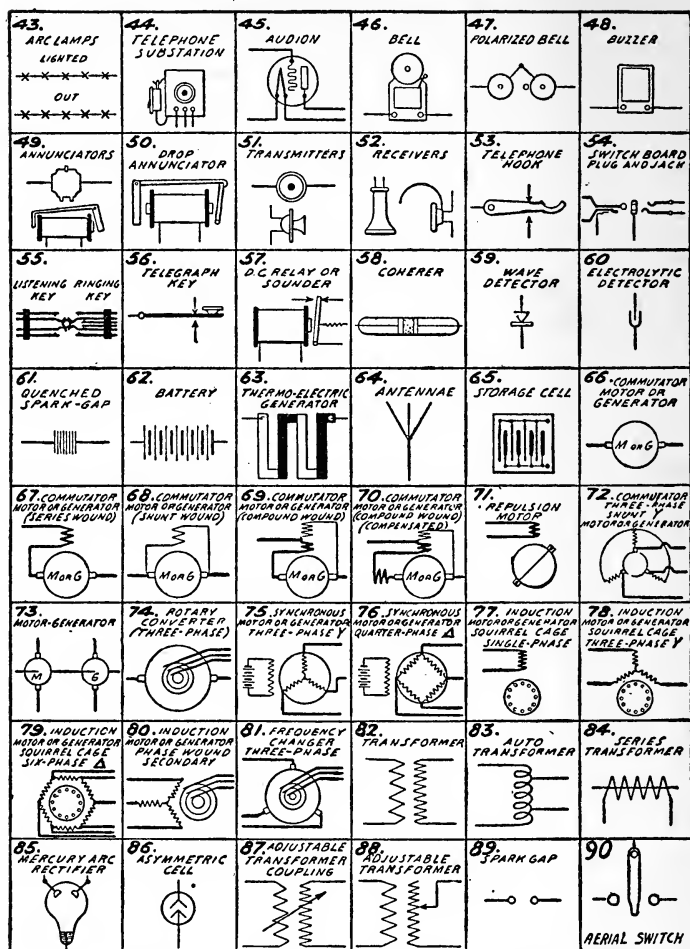 43.
ARC LAMPS
LIGHTED
OUT
44.
TELEPHONE
SUBSTATION
45.
AUDION
46.
BELL
47.
POLARIZED BELL
48.
BUZZER
49.
ANNUNCIATORS
50.
DROP
ANNUNCIATOR
51.
TRANSMITTERS
52.
RECEIVERS
53.
TELEPHONE
HOOK
54.
SWITCH BOARD
PLUG AND JACK
55.
LISTENING RINGING
KEY KEY
56.
TELEGRAPH
KEY
57.
D.C. RELAY OR
SOUNDER
58.
COHERER
59.
WAVE
DETECTOR
60
ELECTROLYTIC
DETECTOR
61.
QUENCHED
SPARK-GAP
62.
BATTERY
63.
THERMO-ELECTRIC
GENERATOR
64.
ANTENNAE
65.
STORAGE CELL
66. COMMUTATOR
MOTOR OR
GENERATOR
M OR G
67. COMMUTATOR
MOTOR OR GENERATOR
(SERIES WOUND)
M OR G
68. COMMUTATOR
MOTOR OR GENERATOR
(SHUNT WOUND)
M OR G
69. COMMUTATOR
MOTOR OR GENERATOR
(COMPOUND WOUND)
M OR G
70. COMMUTATOR
MOTOR OR GENERATOR
(COMPOUND WOUND)
(COMPENSATED)
M OR G
71.
REPULSION
MOTOR
72. COMMUTATOR
THREE-PHASE
SHUNT Y
MOTOR OR GENERATOR
73.
MOTOR-GENERATOR
M G
74. ROTARY
CONVERTER
(THREE-PHASE)
75. SYNCHRONOUS
MOTOR OR GENERATOR
THREE-PHASE Y
76. SYNCHRONOUS
MOTOR OR GENERATOR
QUARTER-PHASE Δ
77. INDUCTION
MOTOR OR GENERATOR
SQUIRREL CAGE
SINGLE-PHASE
78. INDUCTION
MOTOR OR GENERATOR
SQUIRREL CAGE
THREE-PHASE Y
79. INDUCTION
MOTOR OR GENERATOR
SQUIRREL CAGE
SIX-PHASE Δ
80. INDUCTION
MOTOR OR GENERATOR
PHASE WOUND
SECONDARY
81. FREQUENCY
CHANGER
THREE-PHASE
82.
TRANSFORMER
83.
AUTO
TRANSFORMER
84.
SERIES
TRANSFORMER
85.
MERCURY ARC
RECTIFIER
86.
ASYMMETRIC
CELL
87. ADJUSTABLE
TRANSFORMER
COUPLING
88.
ADJUSTABLE
TRANSFORMER
89.
SPARK GAP
90
AERIAL SWITCH